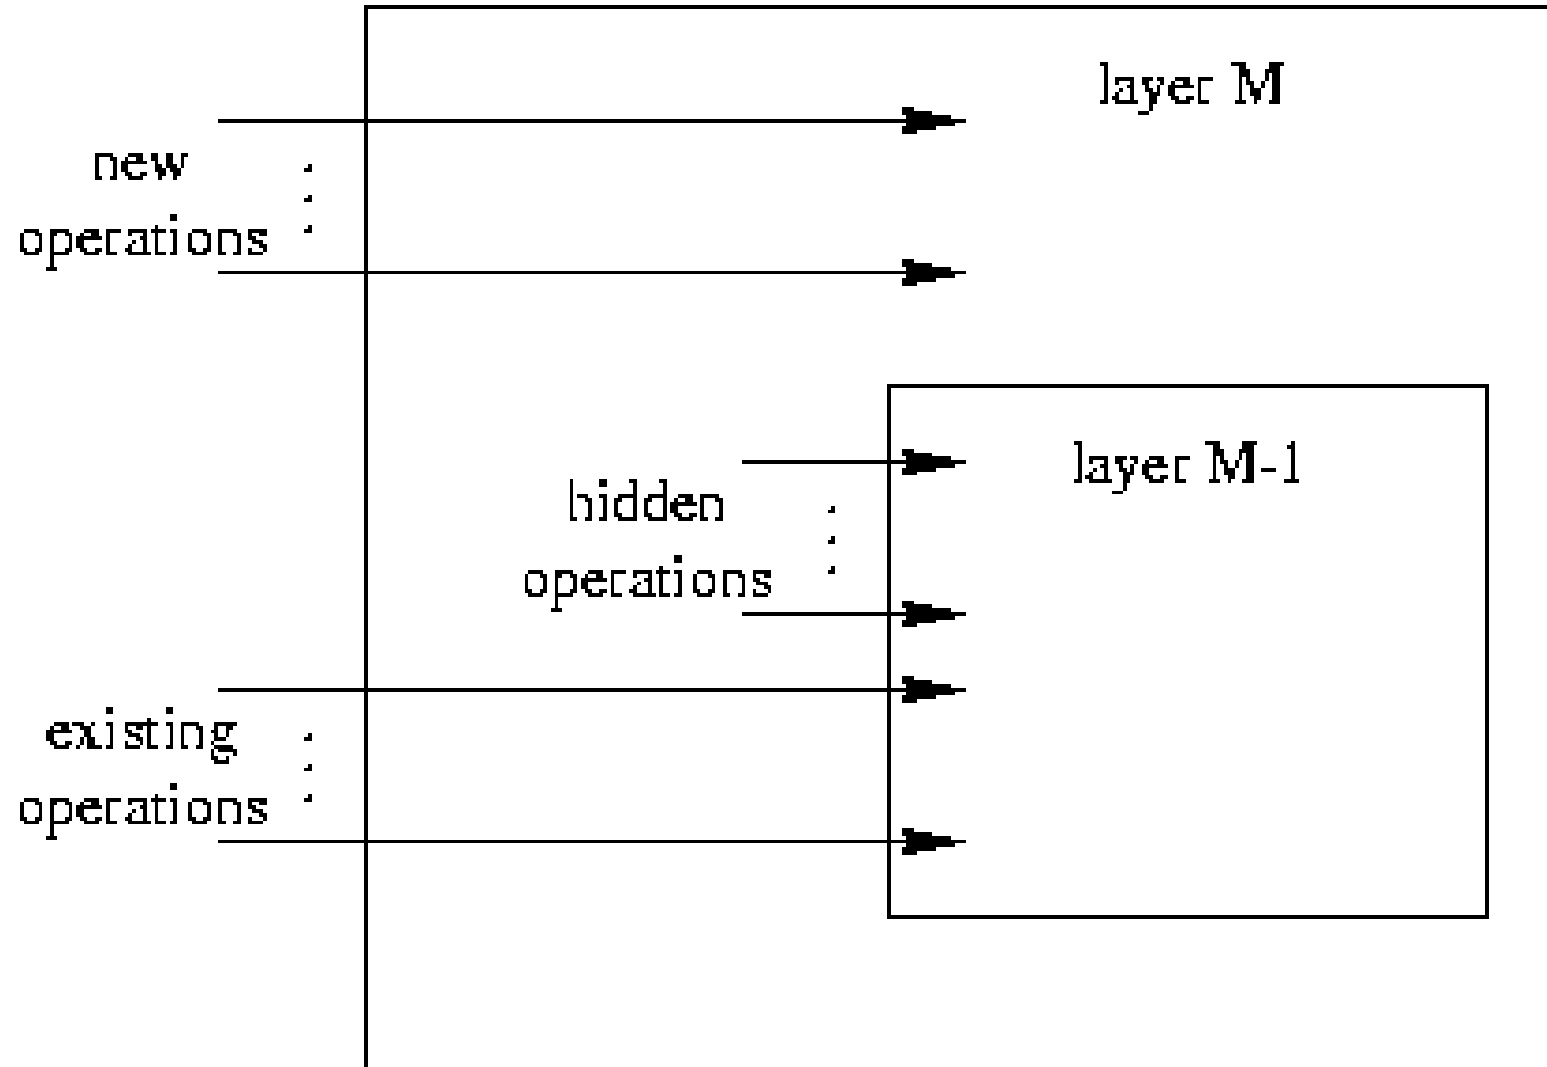 layer M
new
operations
layer M-1
hidden
operations
existing
operations